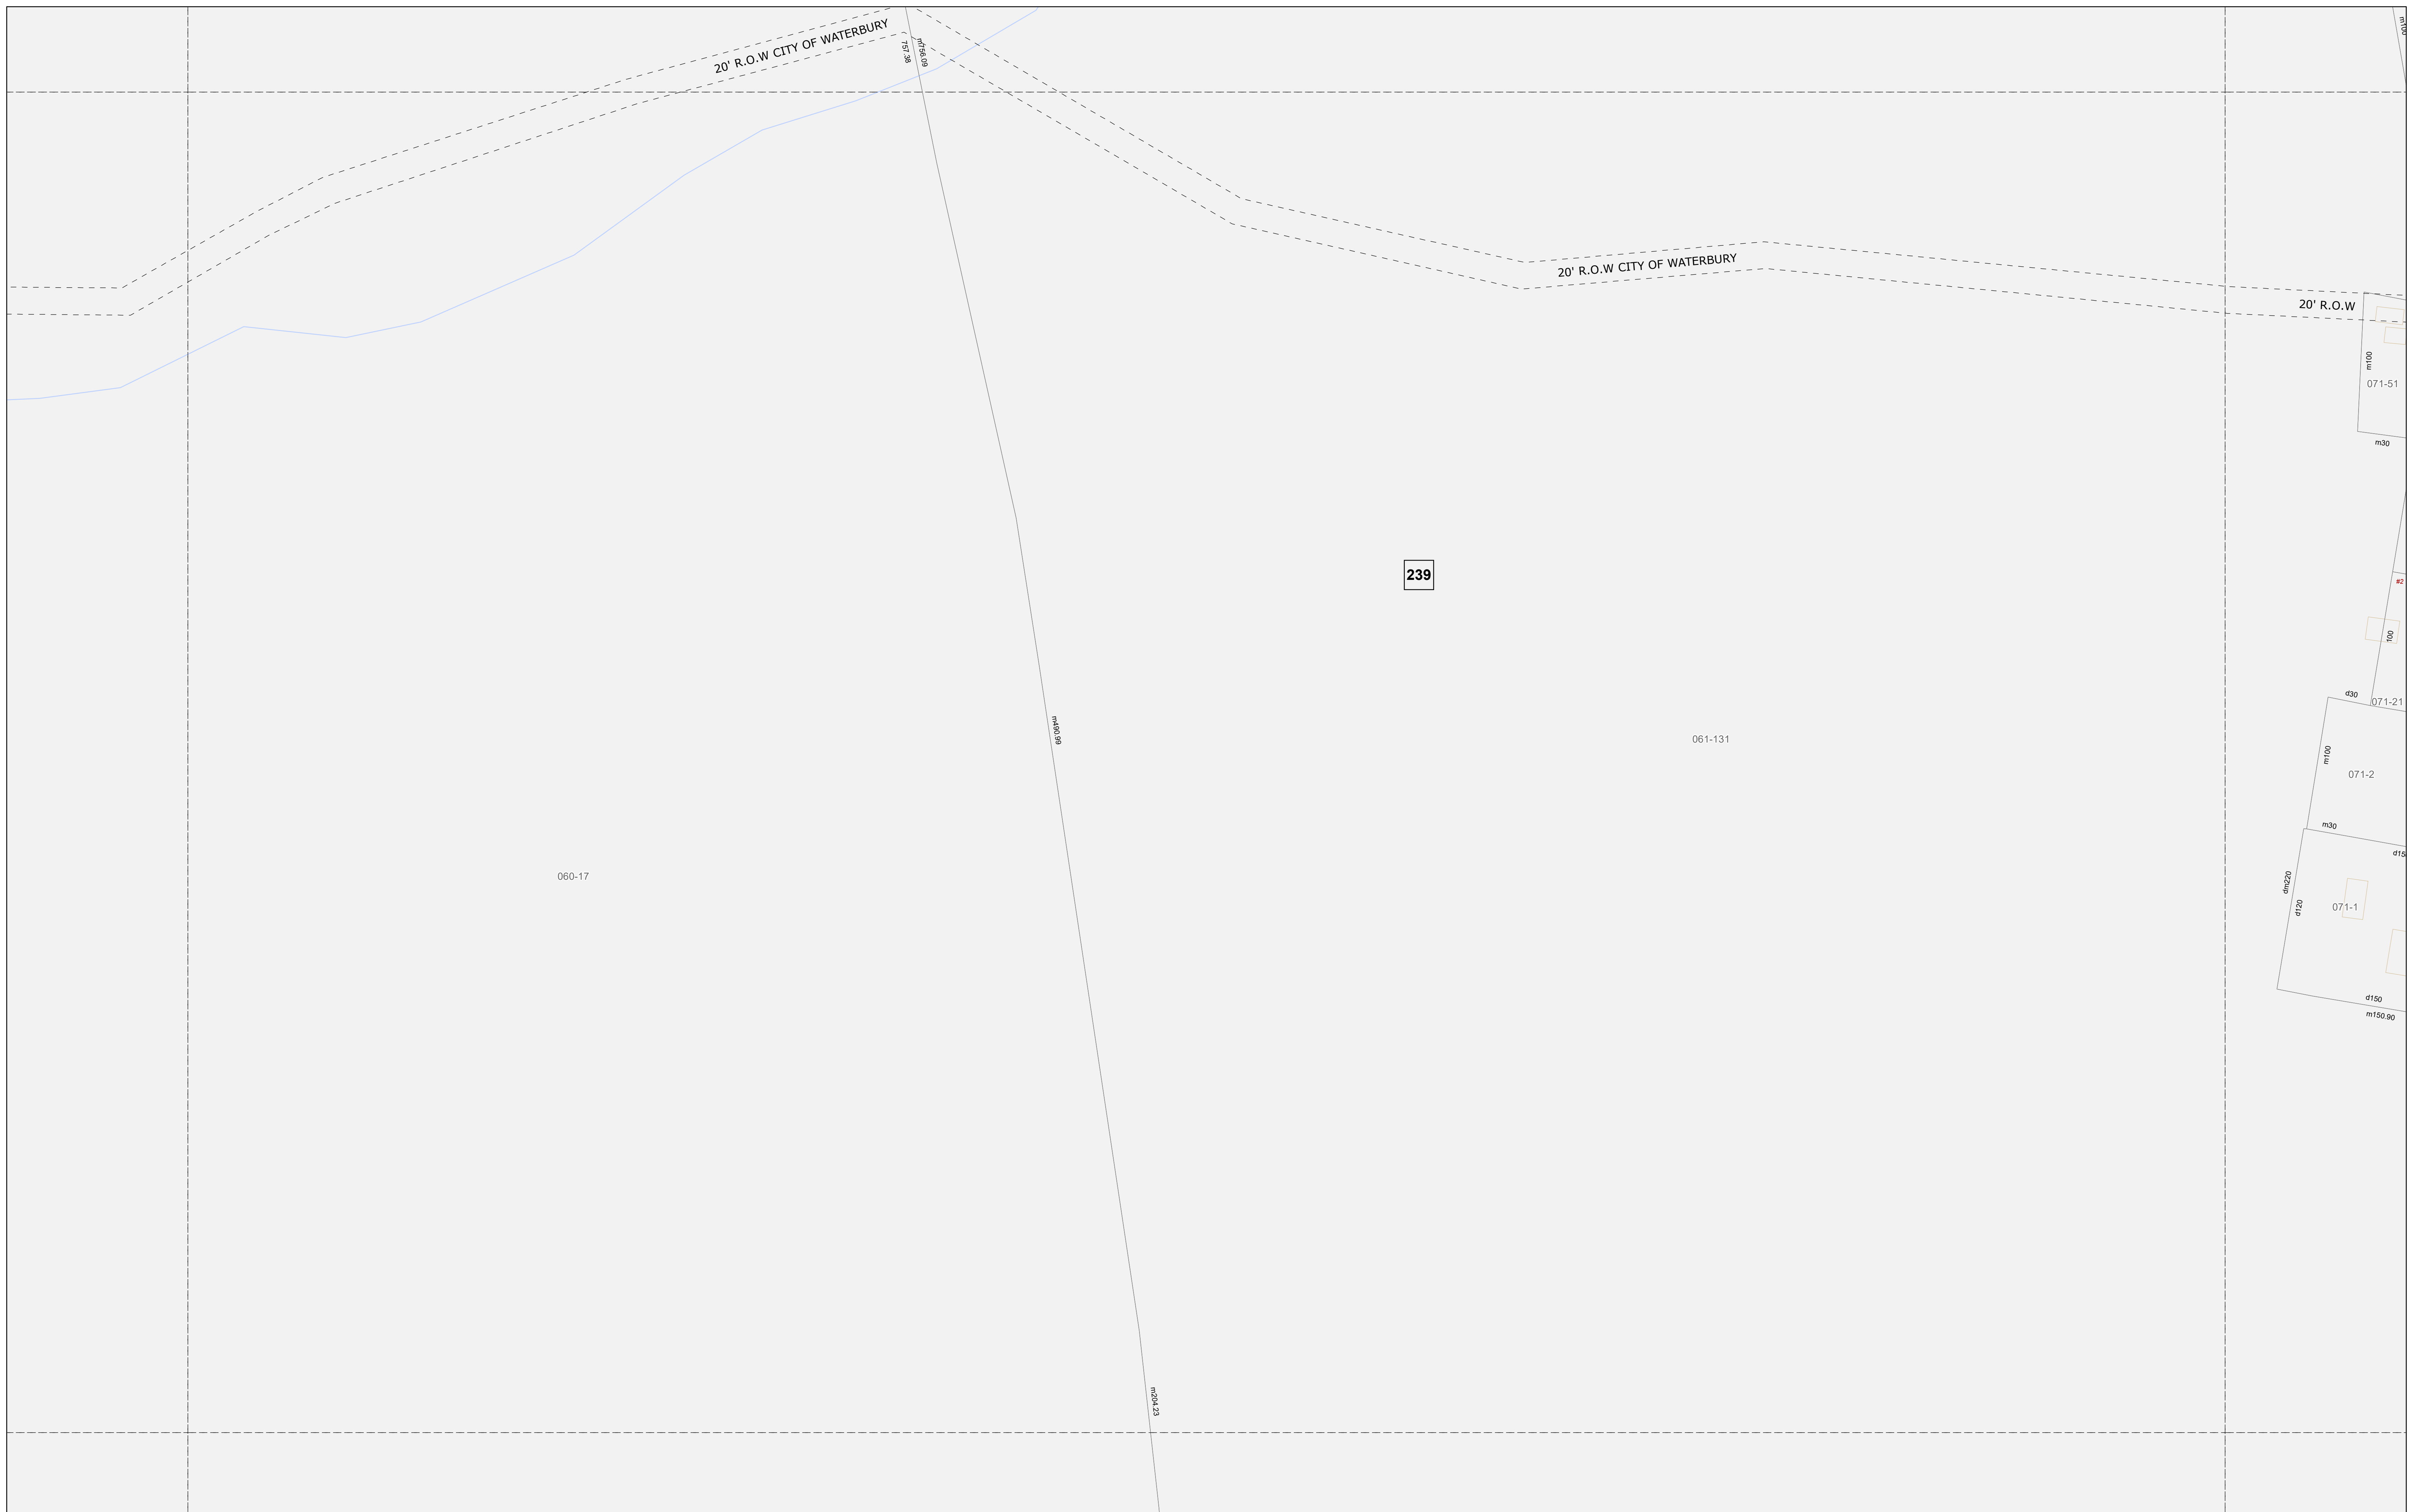 20' R.O.W CITY OF WATERBURY
757.38
m756.09
m100
20' R.O.W CITY OF WATERBURY
20' R.O.W
m100
071-51
m30
239
#2
100
d30
071-21
m490.99
061-131
m100
071-2
m30
d15
060-17
dm220
d120
071-1
d150
m150.90
m204.23